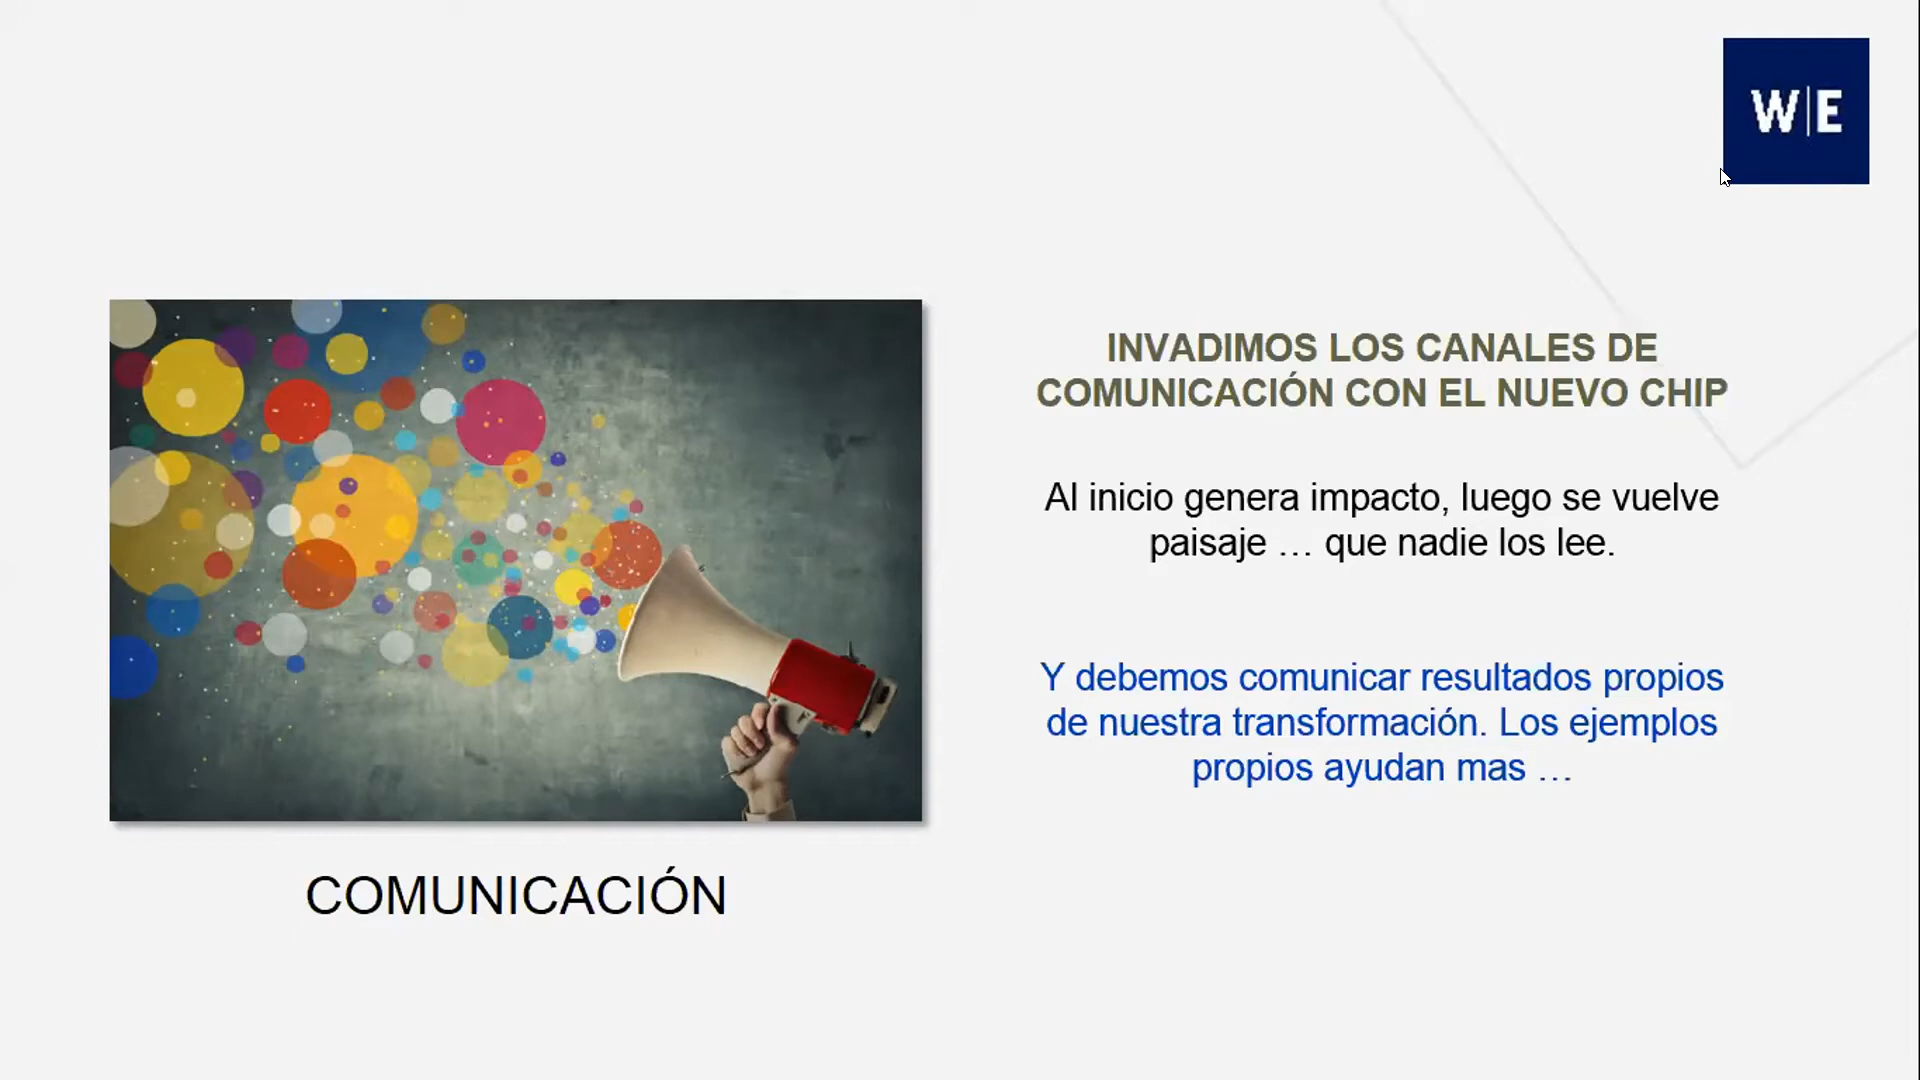 W|E
INVADIMOS LOS CANALES DE
COMUNICACIÓN CON EL NUEVO CHIP
Al inicio genera impacto, luego se vuelve
paisaje … que nadie los lee.
Y debemos comunicar resultados propios
de nuestra transformación. Los ejemplos
propios ayudan mas …
COMUNICACIÓN